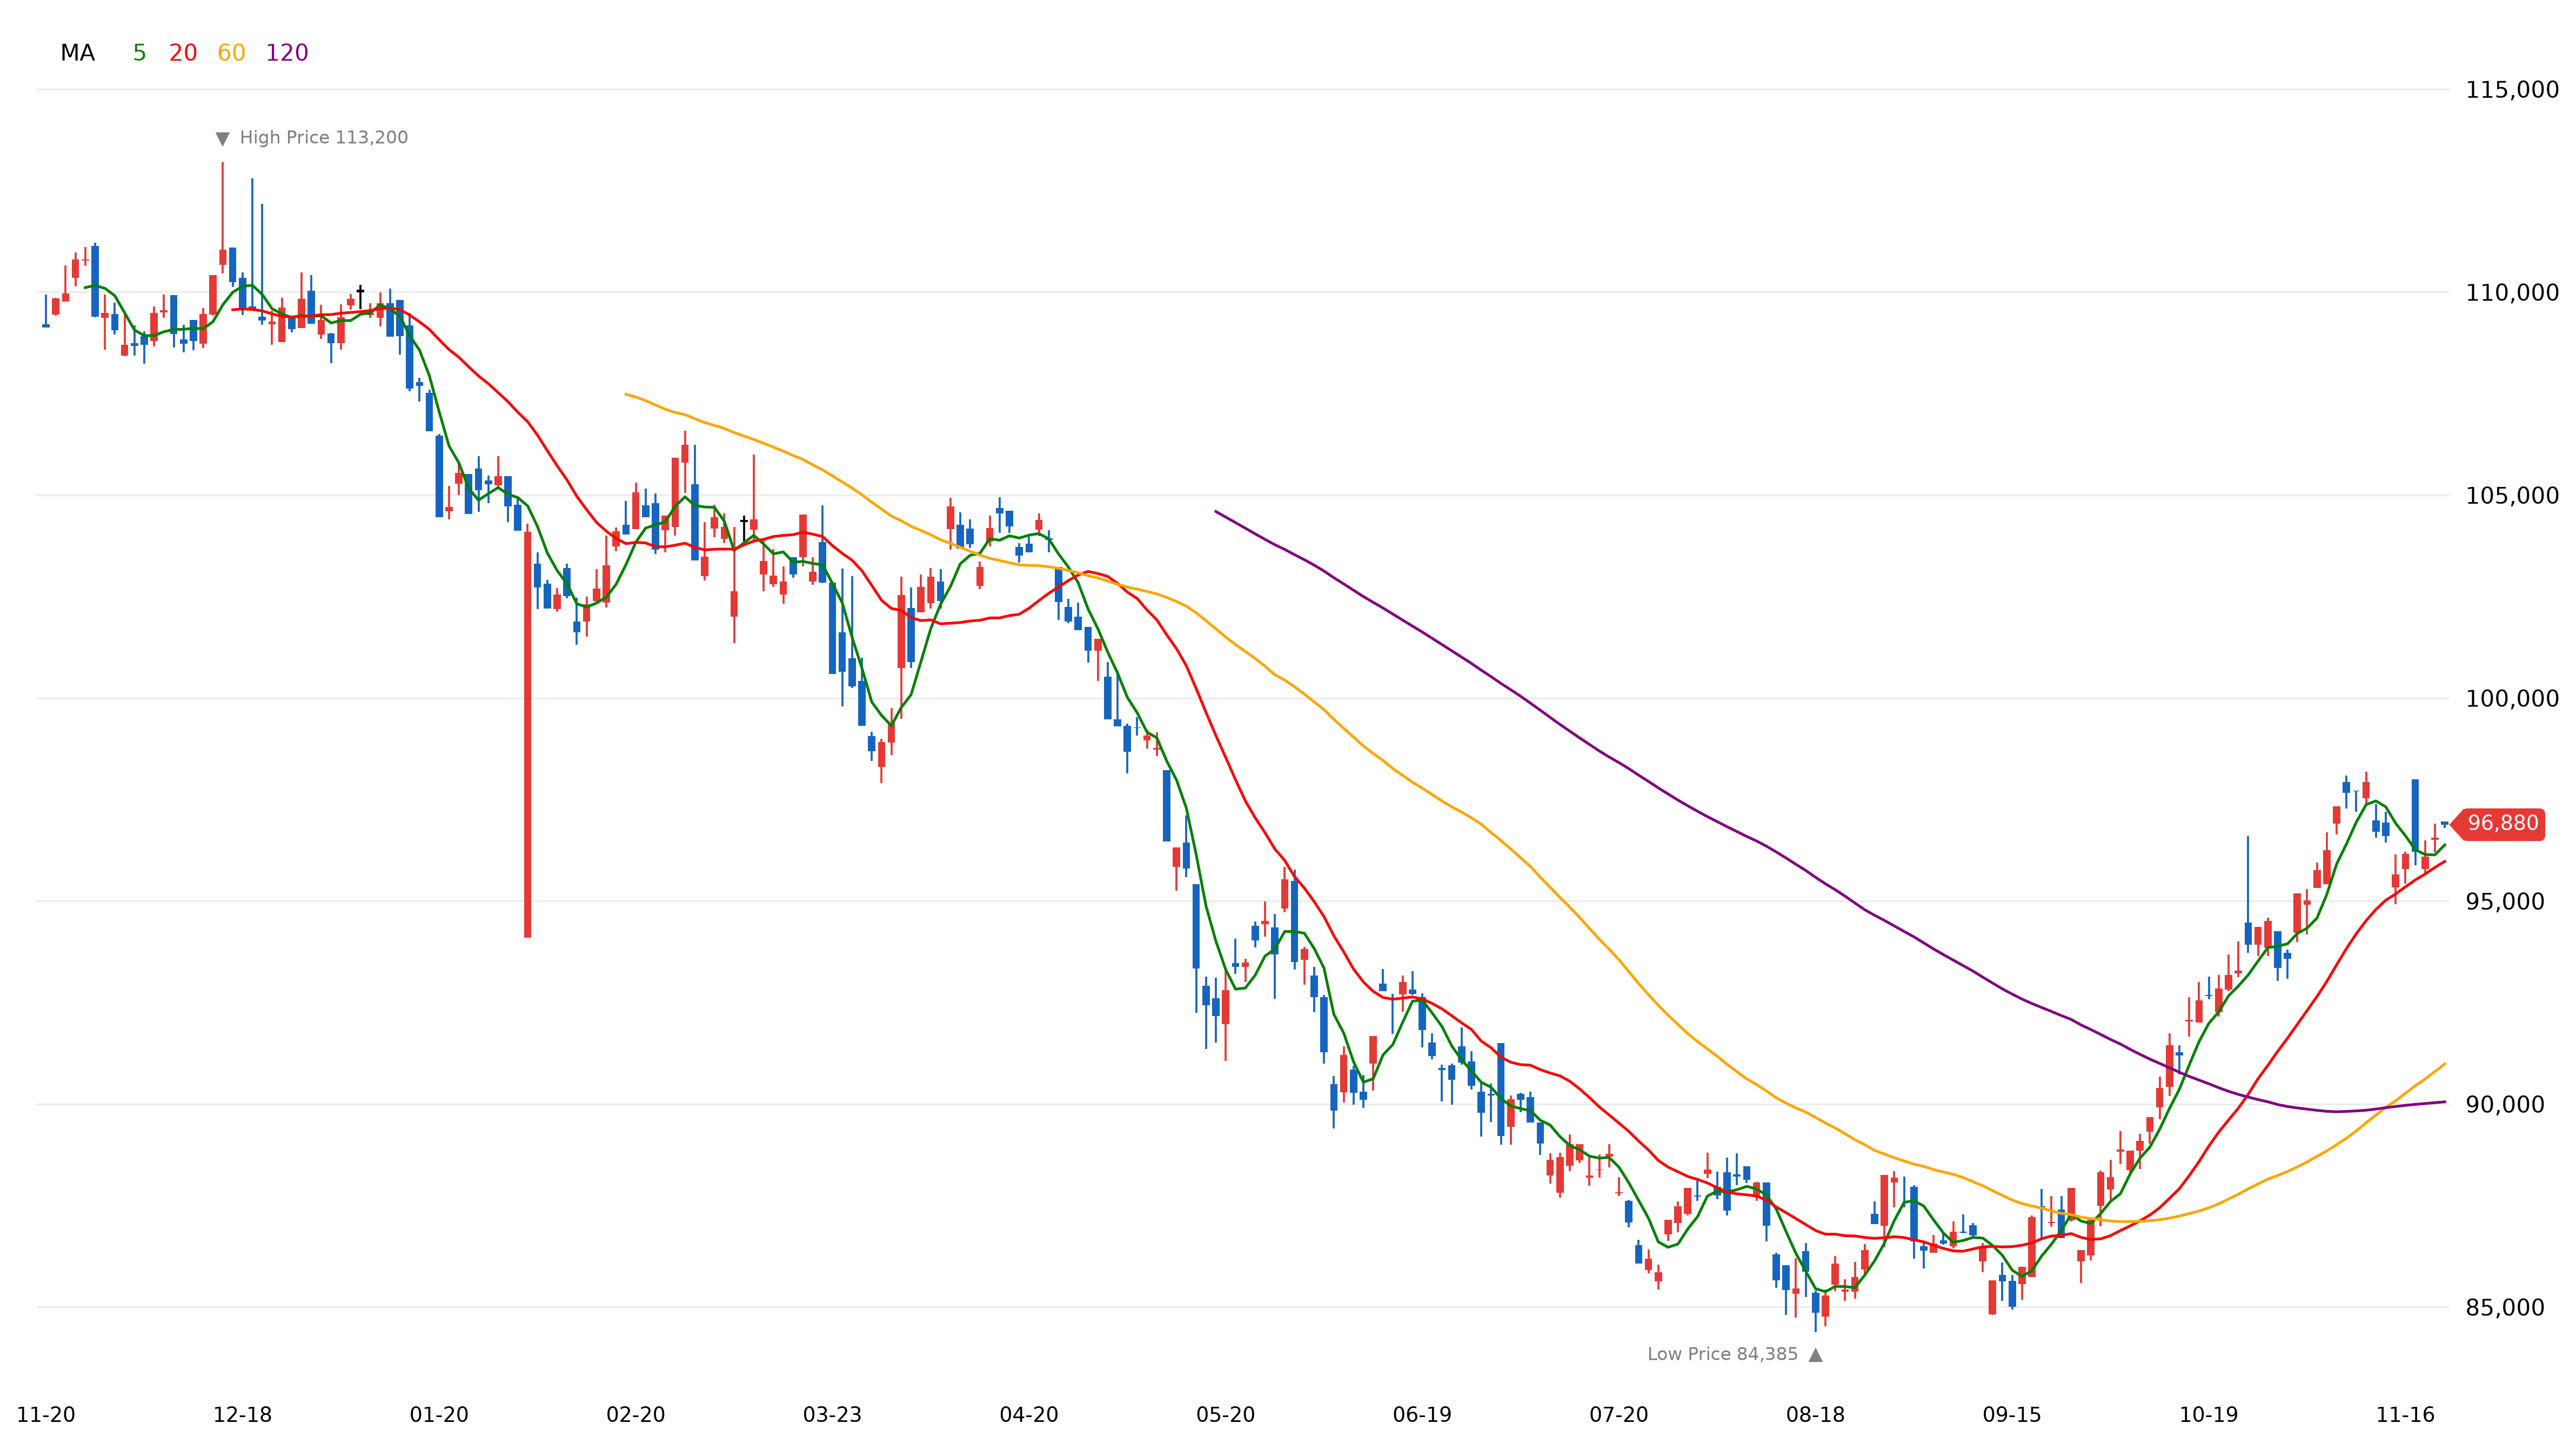 MA 5 20 60 120
115,000
▼ High Price 113,200
110,000
105,000
100,000
96,880
95,000
90,000
85,000
Low Price 84,385 ▲
11-20 12-18 01-20 02-20 03-23 04-20 05-20 06-19 07-20 08-18 09-15 10-19 11-16